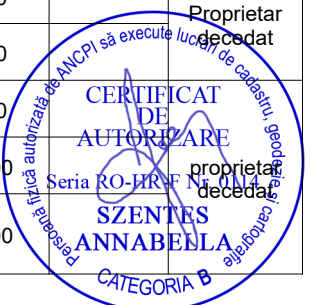 Proprietar
decedat
Persoană fizică autorizată de ANCPI să execute lucrări de cadastru, geodezie și cartografie
CERTIFICAT
DE
AUTORIZARE
proprietar
decedat
Seria RO-HR-F Nr.
SZENTES
ANNABELLA
CATEGORIA B